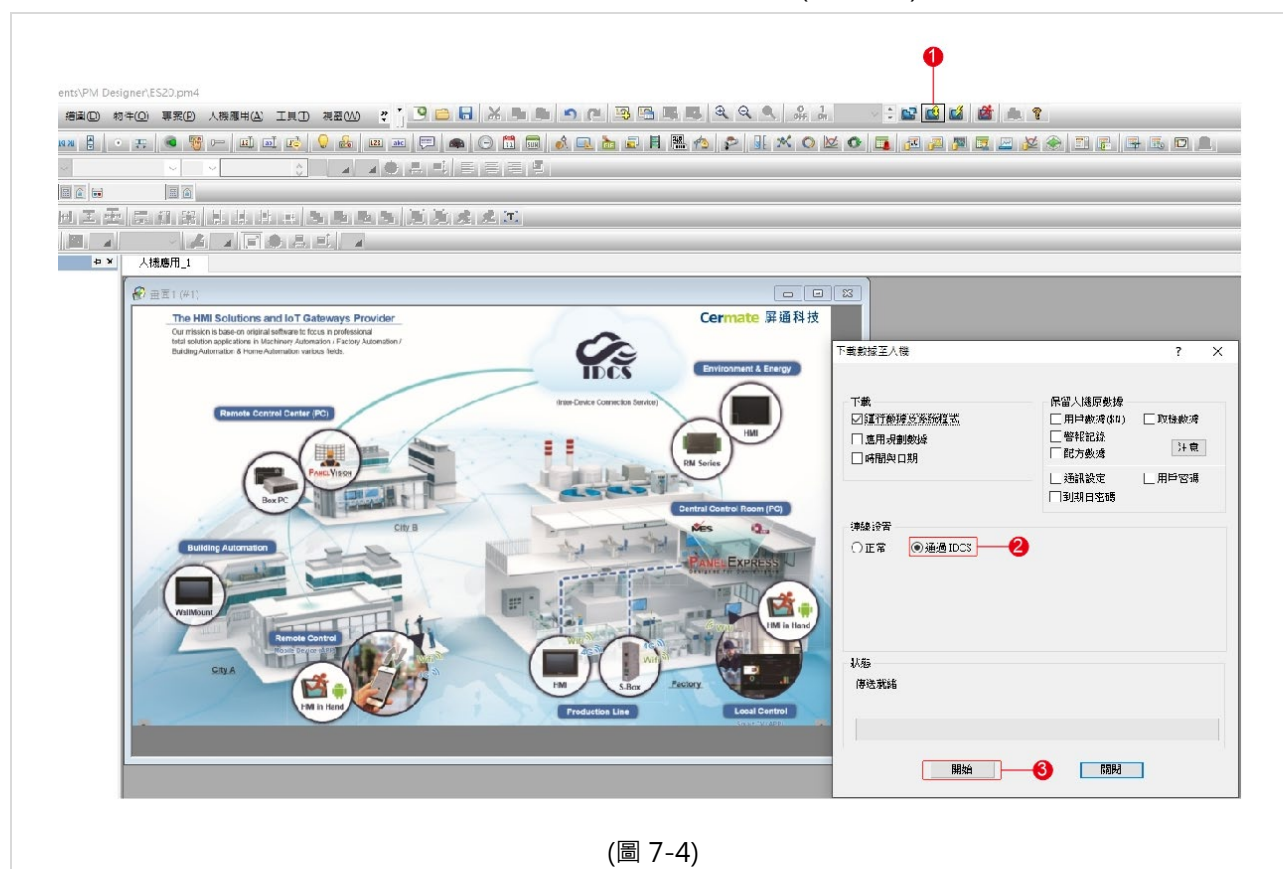 1
ents\PM Designer\ES20.pm4
繪圖(D) 物件(O) 專案(P) 人機應用(A) 工具(T) 視窗(W)
人機應用_1
畫面1 (#1)
The HMI Solutions and IoT Gateways Provider
Our mission is base on original software to focus in professional
total solution applications in Machinery Automation / Factory Automation /
Building Automation & Home Automation various fields.
Cermate 屏通科技
IDCS
(Inter-Device Connection Service)
Environment & Energy
HMI
RM Series
Remote Control Center (PC)
PANELVISION
Box PC
City B
Central Control Room (PC)
MES
PANELEXPRESS
Building Automation
WallMount
Remote Control
City A
HMI in Hand
WiFi
HMI
S-Box
Factory
HMI in Hand
Production Line
Local Control
下載數據至人機
? X
下載
運行數據及系統程式
應用規劃數據
時間與日期
保留人機原數據
用戶數據($U)
取樣數據
警報記錄
配方數據
注意
通訊設定
用戶密碼
到期日密碼
連線設置
正常
通過 IDCS
2
狀態
傳送就緒
開始
3
關閉
(圖 7-4)